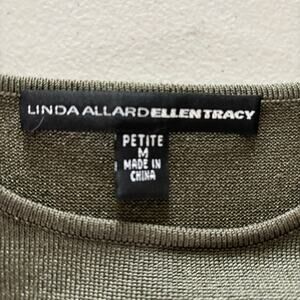 LINDA ALLARD ELLEN TRACY
PETITE
M
MADE IN
CHINA